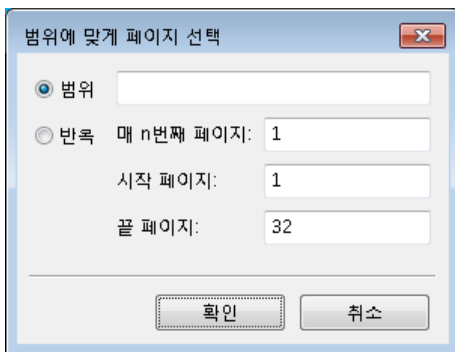 범위에 맞게 페이지 선택
범위
반복 매 n번째 페이지: 1
시작 페이지: 1
끝 페이지: 32
확인 취소